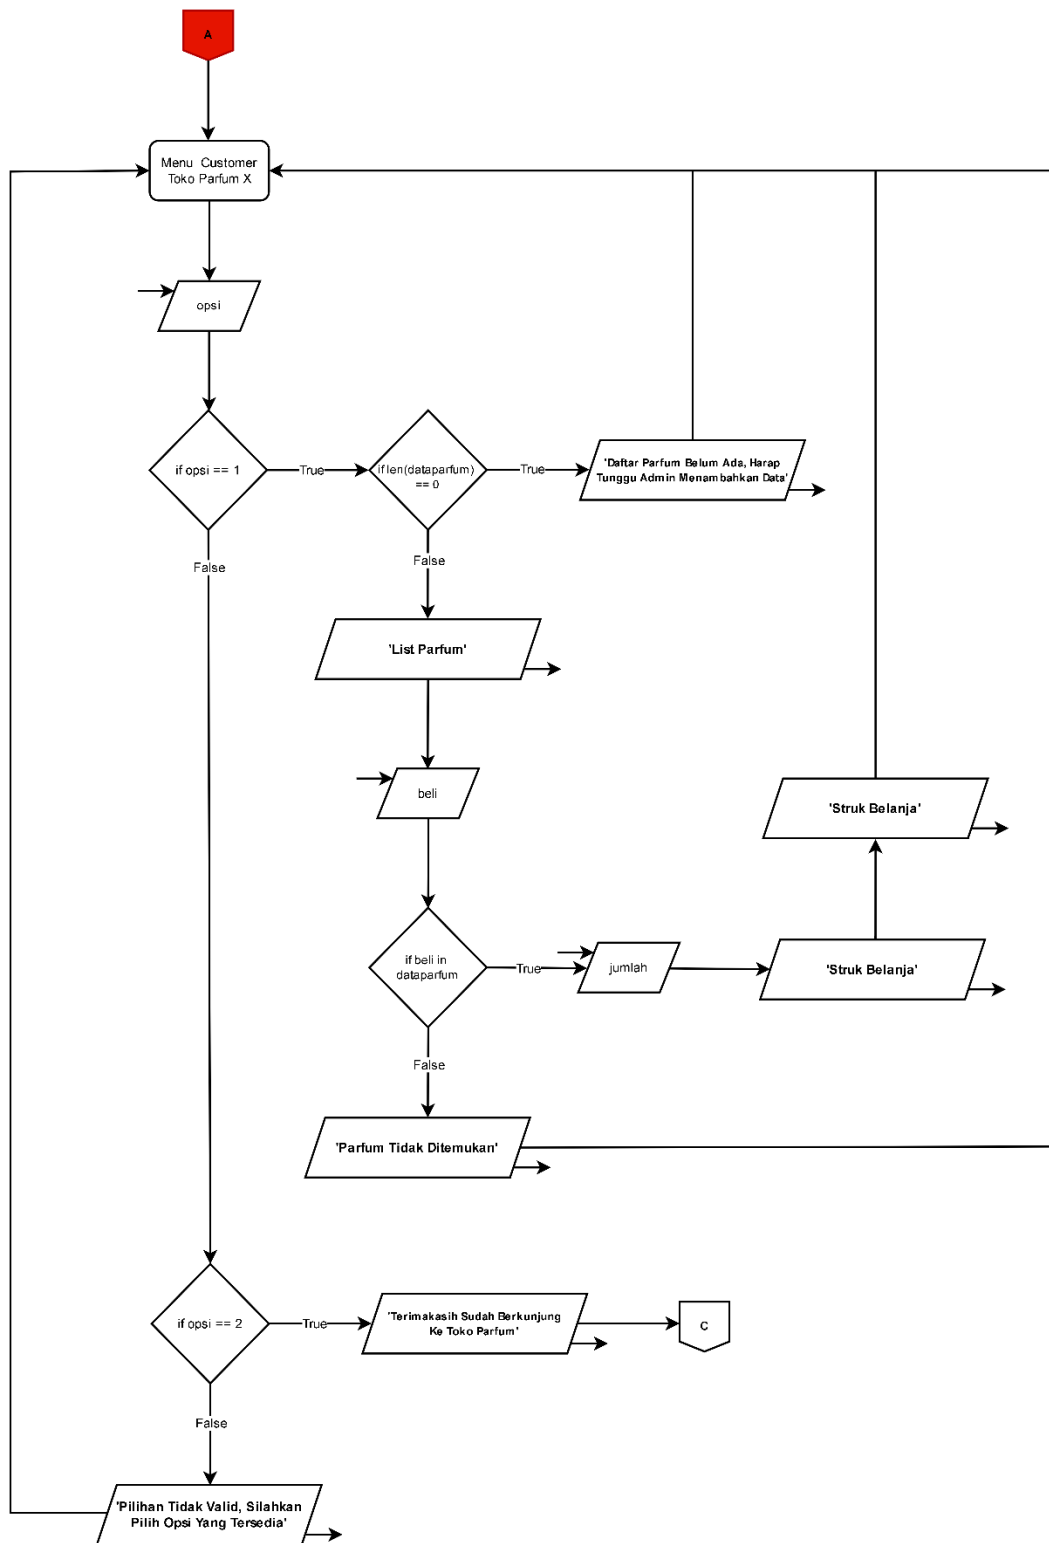 A
Menu Customer
Toko Parfum X
opsi
if opsi == 1
True
if len(dataparfum)
== 0
True
'Daftar Parfum Belum Ada, Harap
Tunggu Admin Menambahkan Data'
False
False
'List Parfum'
beli
'Struk Belanja'
if beli in
dataparfum
True
jumlah
'Struk Belanja'
False
'Parfum Tidak Ditemukan'
if opsi == 2
True
'Terimakasih Sudah Berkunjung
Ke Toko Parfum'
C
False
'Pilihan Tidak Valid, Silahkan
Pilih Opsi Yang Tersedia'